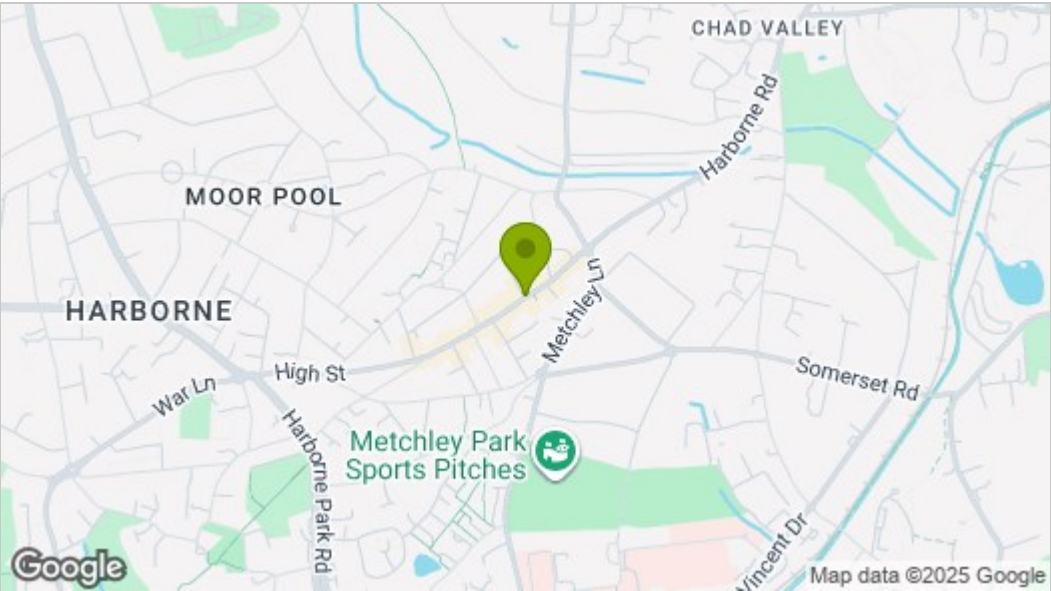 CHAD VALLEY
Harborne Rd
MOOR POOL
HARBORNE
Metchley Ln
High St
War Ln
Somerset Rd
Harborne Park Rd
Metchley Park
Sports Pitches
Vincent Dr
Google
Map data ©2025 Google